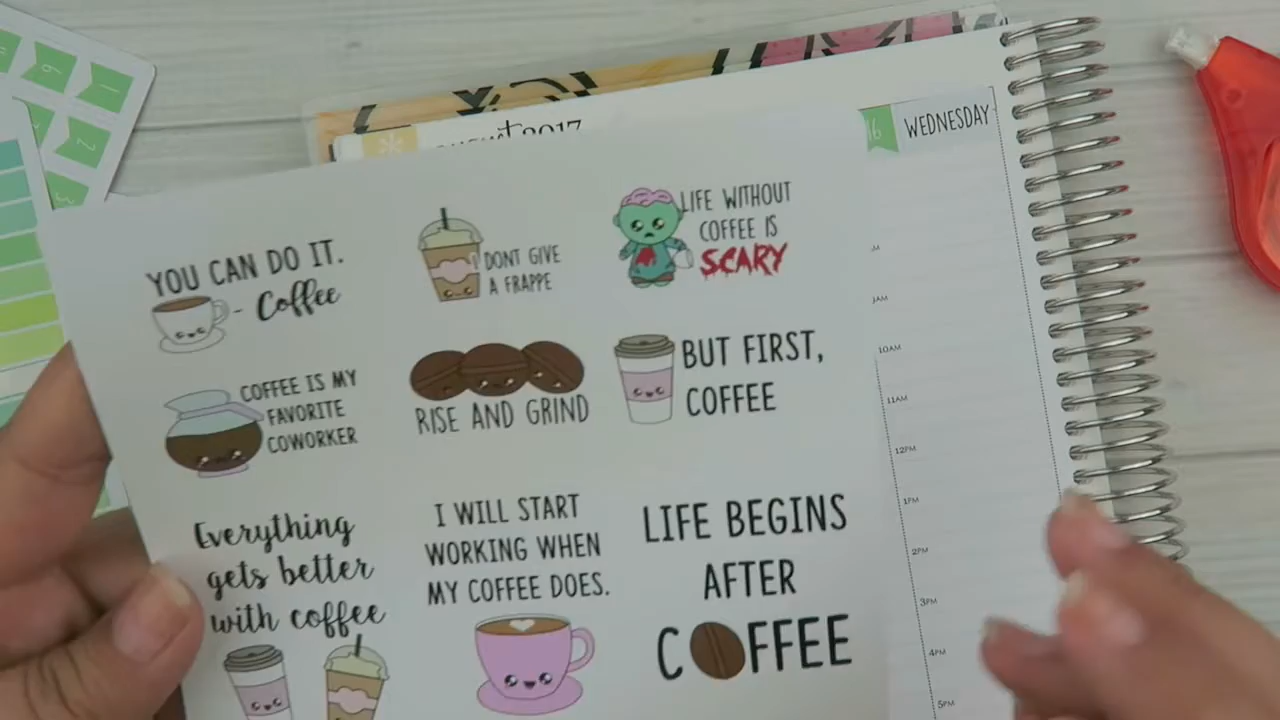 2017
16 WEDNESDAY
YOU CAN DO IT.
- Coffee
I DONT GIVE
A FRAPPE
LIFE WITHOUT
COFFEE IS
SCARY
COFFEE IS MY
FAVORITE
COWORKER
RISE AND GRIND
BUT FIRST,
COFFEE
Everything
gets better
with coffee
I WILL START
WORKING WHEN
MY COFFEE DOES.
LIFE BEGINS
AFTER
COFFEE
10AM
11AM
12PM
1PM
2PM
3PM
4PM
5PM